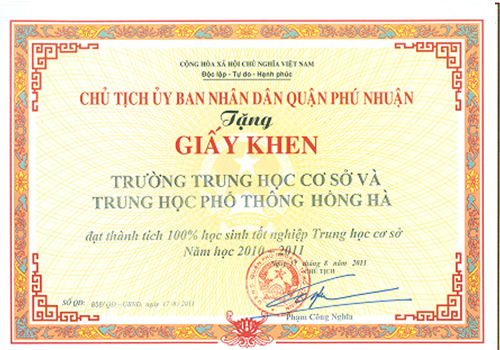 CỘNG HÒA XÃ HỘI CHỦ NGHĨA VIỆT NAM
Độc lập - Tự do - Hạnh phúc
CHỦ TỊCH ỦY BAN NHÂN DÂN QUẬN PHÚ NHUẬN
Tặng
GIẤY KHEN
TRƯỜNG TRUNG HỌC CƠ SỞ VÀ
TRUNG HỌC PHỔ THÔNG HỒNG HÀ
đạt thành tích 100% học sinh tốt nghiệp Trung học cơ sở
Năm học 2010 - 2011
Ngày tháng 8 năm 2011
CHỦ TỊCH
SỐ QĐ: /QĐ-UBND, ngày 17/8/2011
Phạm Công Nghĩa